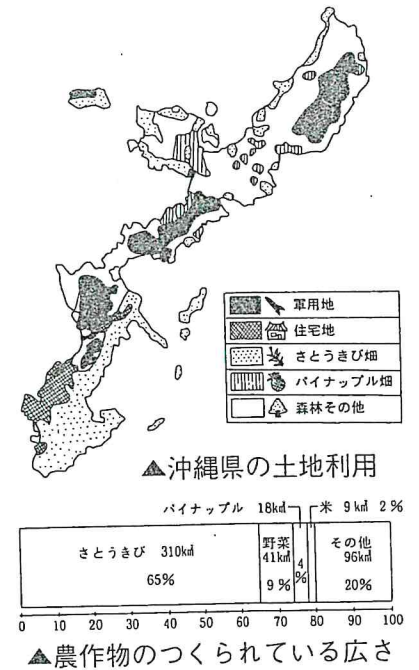 軍用地
住宅地
さとうきび畑
パイナップル畑
森林その他
▲沖縄県の土地利用
パイナップル 18k㎡ 米 9k㎡ 2%
さとうきび 310k㎡
65%
野菜
41k㎡
9%
4%
その他
96k㎡
20%
0 10 20 30 40 50 60 70 80 90 100
▲農作物のつくられている広さ